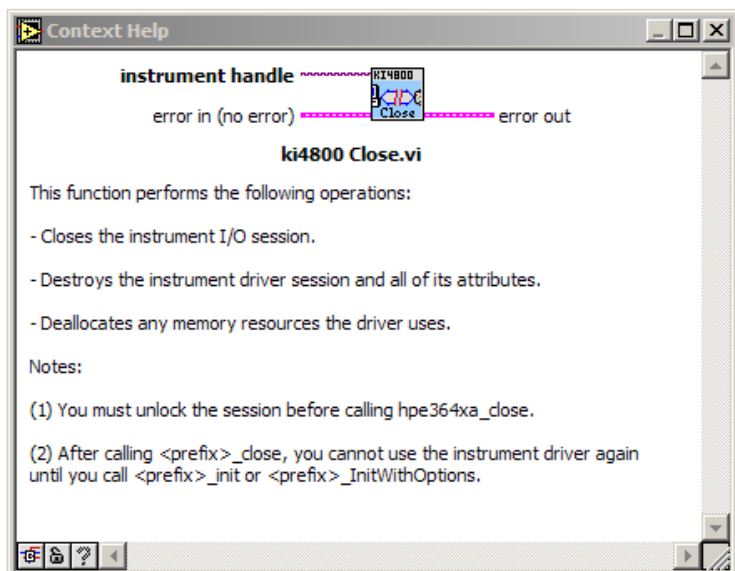 Context Help
instrument handle
KI4800
error in (no error)
Close
error out
ki4800 Close.vi
This function performs the following operations:
- Closes the instrument I/O session.
- Destroys the instrument driver session and all of its attributes.
- Deallocates any memory resources the driver uses.
Notes:
(1) You must unlock the session before calling hpe364xa_close.
(2) After calling <prefix>_close, you cannot use the instrument driver again
until you call <prefix>_init or <prefix>_InitWithOptions.
?